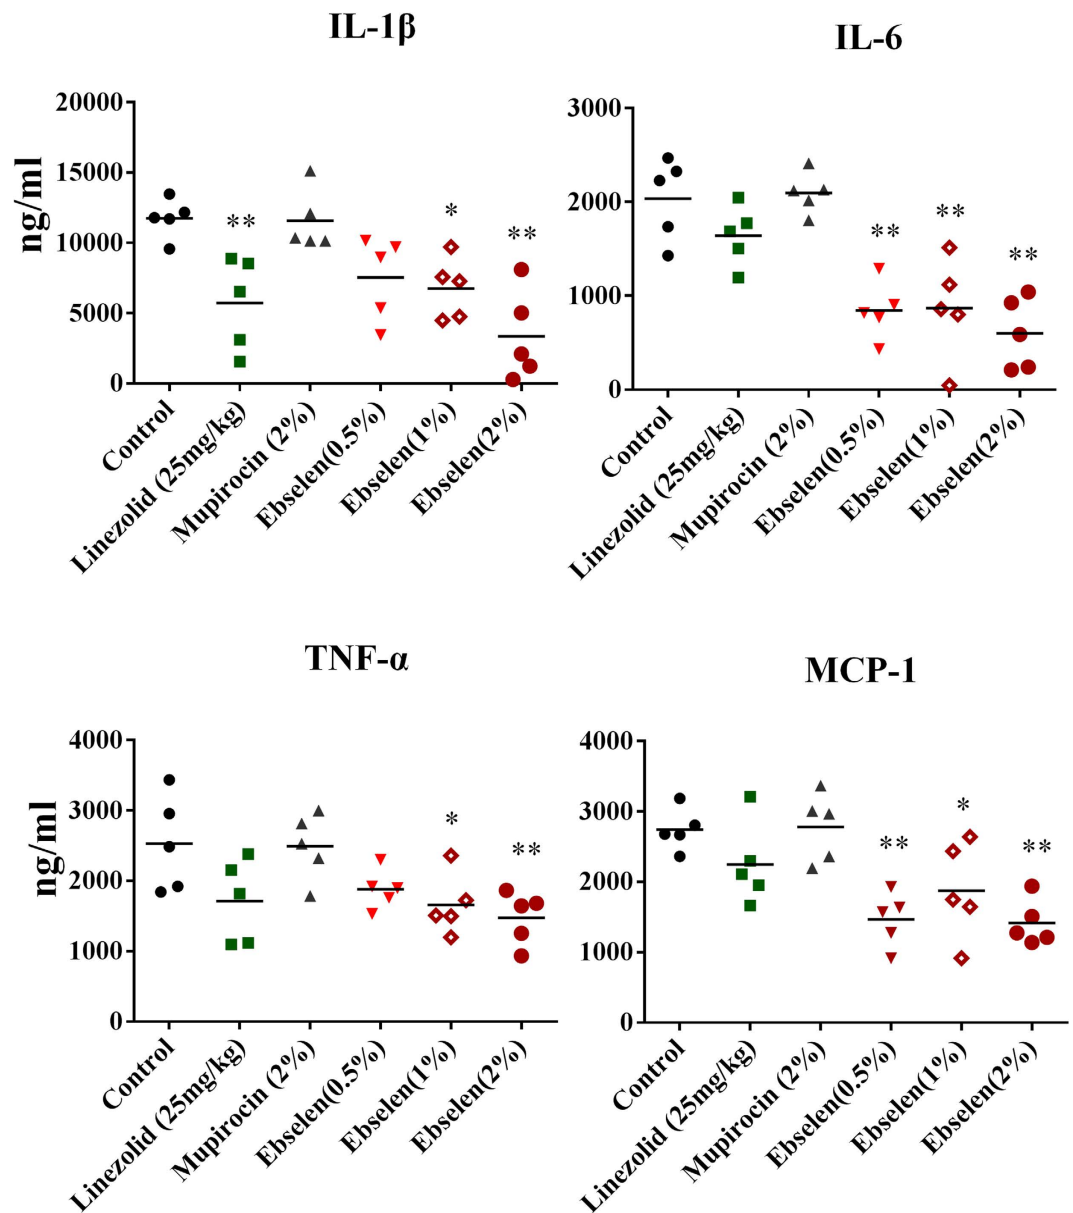 IL-1β
ng/ml
20000
15000
10000
5000
0
**
*
**
Control
Linezolid (25mg/kg)
Mupirocin (2%)
Ebselen(0.5%)
Ebselen(1%)
Ebselen(2%)
IL-6
3000
2000
1000
0
**
**
**
Control
Linezolid (25mg/kg)
Mupirocin (2%)
Ebselen(0.5%)
Ebselen(1%)
Ebselen(2%)
TNF-α
ng/ml
4000
3000
2000
1000
0
*
**
Control
Linezolid (25mg/kg)
Mupirocin (2%)
Ebselen(0.5%)
Ebselen(1%)
Ebselen(2%)
MCP-1
4000
3000
2000
1000
0
**
*
**
Control
Linezolid (25mg/kg)
Mupirocin (2%)
Ebselen(0.5%)
Ebselen(1%)
Ebselen(2%)